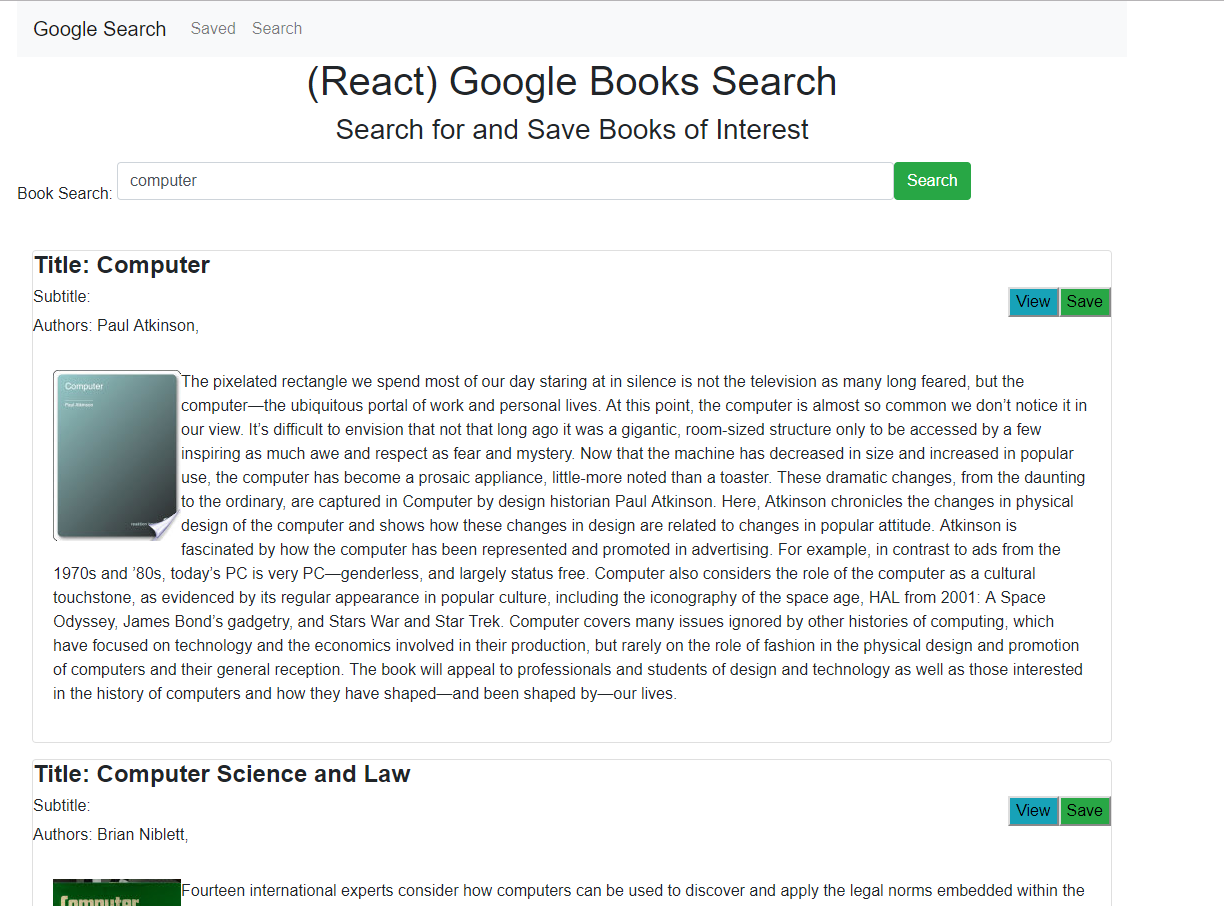 Google Search Saved Search
(React) Google Books Search
Search for and Save Books of Interest
Book Search: computer Search
Title: Computer
Subtitle:
View Save
Authors: Paul Atkinson,
Computer
Paul Atkinson
The pixelated rectangle we spend most of our day staring at in silence is not the television as many long feared, but the
computer—the ubiquitous portal of work and personal lives. At this point, the computer is almost so common we don’t notice it in
our view. It’s difficult to envision that not that long ago it was a gigantic, room-sized structure only to be accessed by a few
inspiring as much awe and respect as fear and mystery. Now that the machine has decreased in size and increased in popular
use, the computer has become a prosaic appliance, little-more noted than a toaster. These dramatic changes, from the daunting
to the ordinary, are captured in Computer by design historian Paul Atkinson. Here, Atkinson chronicles the changes in physical
design of the computer and shows how these changes in design are related to changes in popular attitude. Atkinson is
fascinated by how the computer has been represented and promoted in advertising. For example, in contrast to ads from the
1970s and ’80s, today’s PC is very PC—genderless, and largely status free. Computer also considers the role of the computer as a cultural
touchstone, as evidenced by its regular appearance in popular culture, including the iconography of the space age, HAL from 2001: A Space
Odyssey, James Bond’s gadgetry, and Stars War and Star Trek. Computer covers many issues ignored by other histories of computing, which
have focused on technology and the economics involved in their production, but rarely on the role of fashion in the physical design and promotion
of computers and their general reception. The book will appeal to professionals and students of design and technology as well as those interested
in the history of computers and how they have shaped—and been shaped by—our lives.
Title: Computer Science and Law
Subtitle:
View Save
Authors: Brian Niblett,
Computer
Fourteen international experts consider how computers can be used to discover and apply the legal norms embedded within the